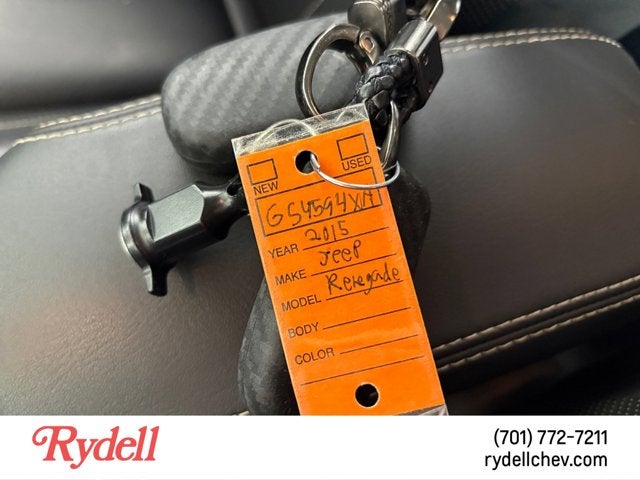 NEW USED
GS4594XA
YEAR 2015
MAKE Jeep
MODEL Renegade
BODY
COLOR
Rydell
(701) 772-7211
rydellchev.com